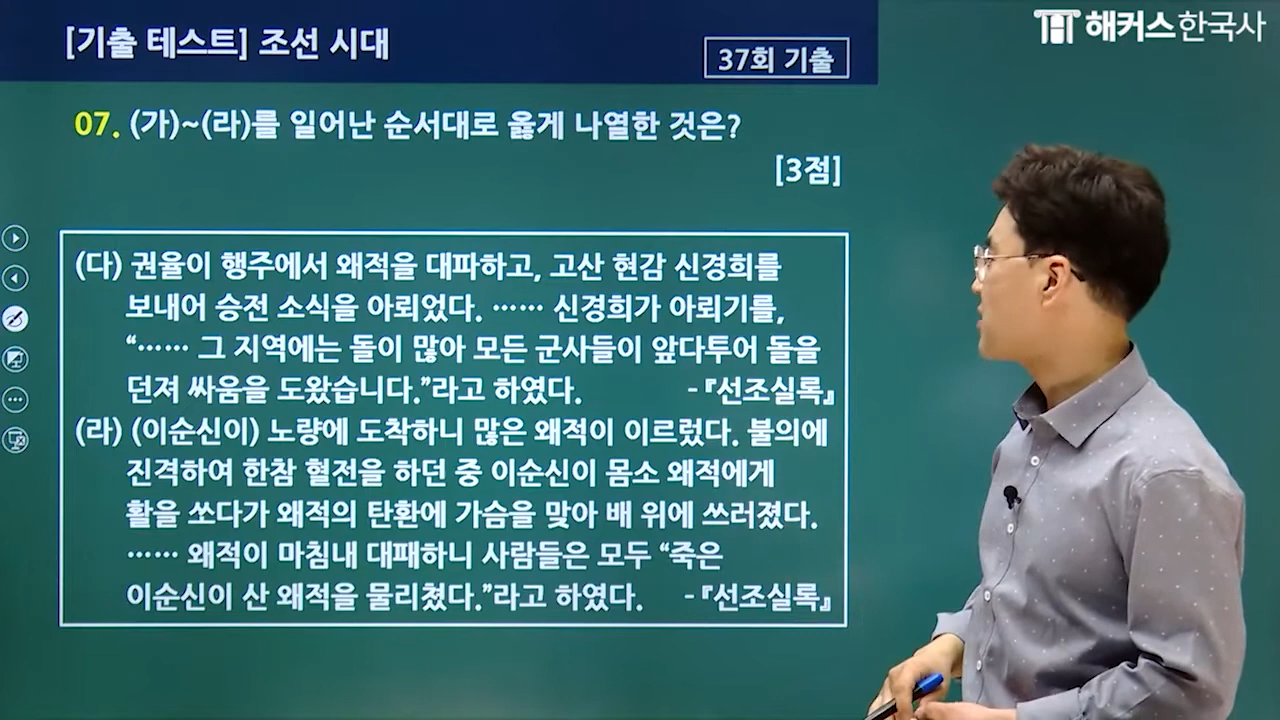 [기출 테스트] 조선 시대
37회 기출
해커스한국사
07. (가)~(라)를 일어난 순서대로 옳게 나열한 것은?
[3점]
(다) 권율이 행주에서 왜적을 대파하고, 고산 현감 신경희를
보내어 승전 소식을 아뢰었다. …… 신경희가 아뢰기를,
“…… 그 지역에는 돌이 많아 모든 군사들이 앞다투어 돌을
던져 싸움을 도왔습니다.”라고 하였다. -『선조실록』
(라) (이순신이) 노량에 도착하니 많은 왜적이 이르렀다. 불의에
진격하여 한참 혈전을 하던 중 이순신이 몸소 왜적에게
활을 쏘다가 왜적의 탄환에 가슴을 맞아 배 위에 쓰러졌다.
…… 왜적이 마침내 대패하니 사람들은 모두 “죽은
이순신이 산 왜적을 물리쳤다.”라고 하였다. -『선조실록』